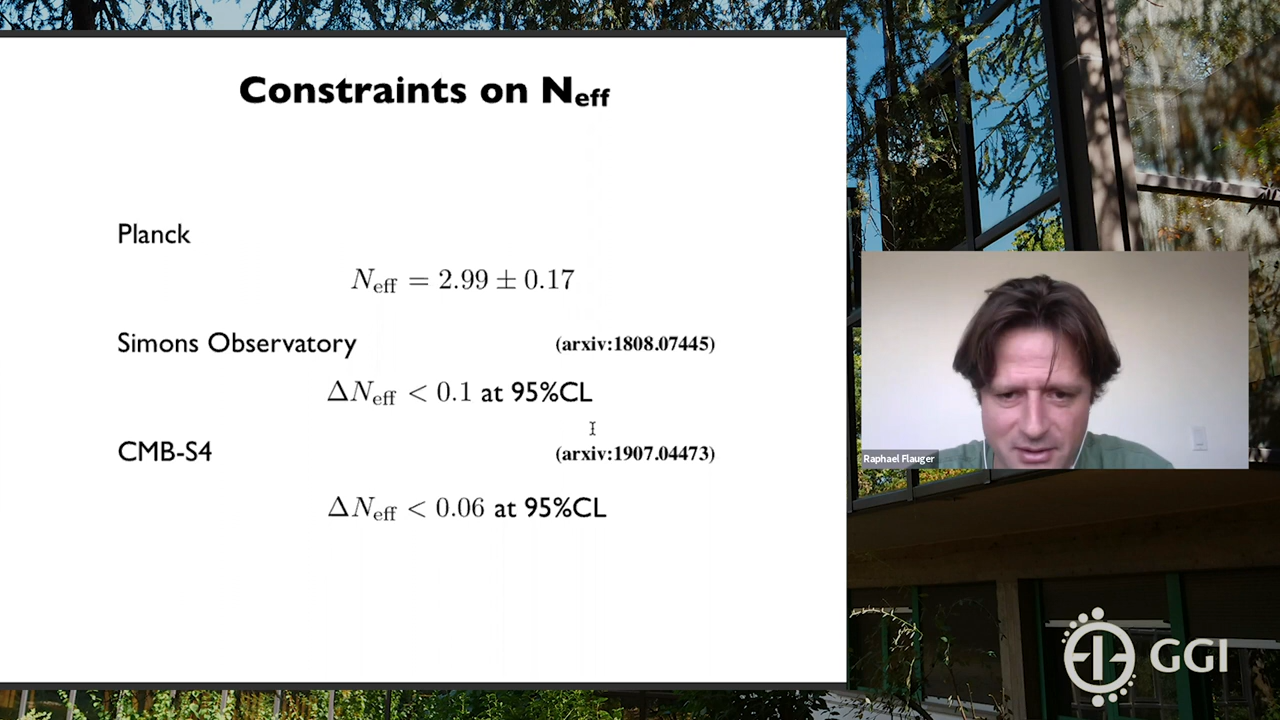 Constraints on Neff
Planck
Neff = 2.99 ± 0.17
Simons Observatory (arxiv:1808.07445)
ΔNeff < 0.1 at 95%CL
CMB-S4 (arxiv:1907.04473)
ΔNeff < 0.06 at 95%CL
Raphael Flauger
GGI